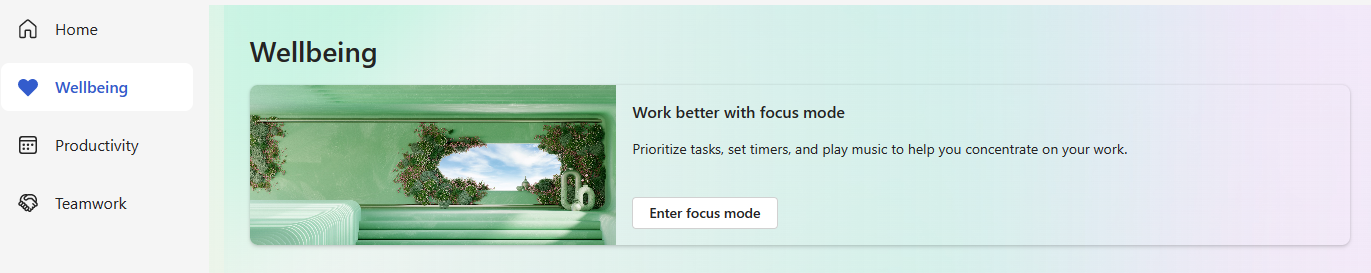 Home
Wellbeing
Productivity
Teamwork
Wellbeing
Work better with focus mode
Prioritize tasks, set timers, and play music to help you concentrate on your work.
Enter focus mode